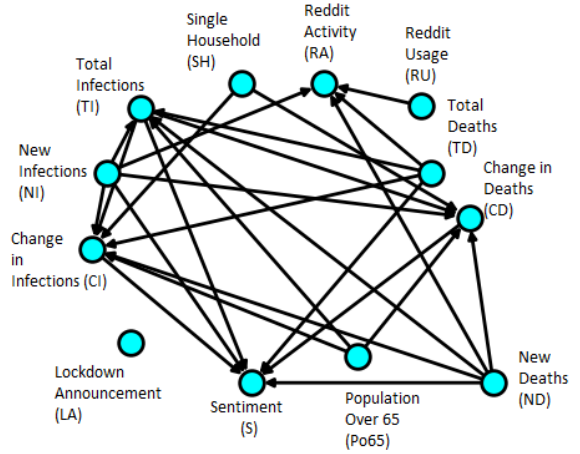 Single
Household
(SH)
Reddit
Activity
(RA)
Reddit
Usage
(RU)
Total
Infections
(TI)
Total
Deaths
(TD)
New
Infections
(NI)
Change in
Deaths
(CD)
Change
in
Infections (CI)
Lockdown
Announcement
(LA)
Sentiment
(S)
Population
Over 65
(Po65)
New
Deaths
(ND)